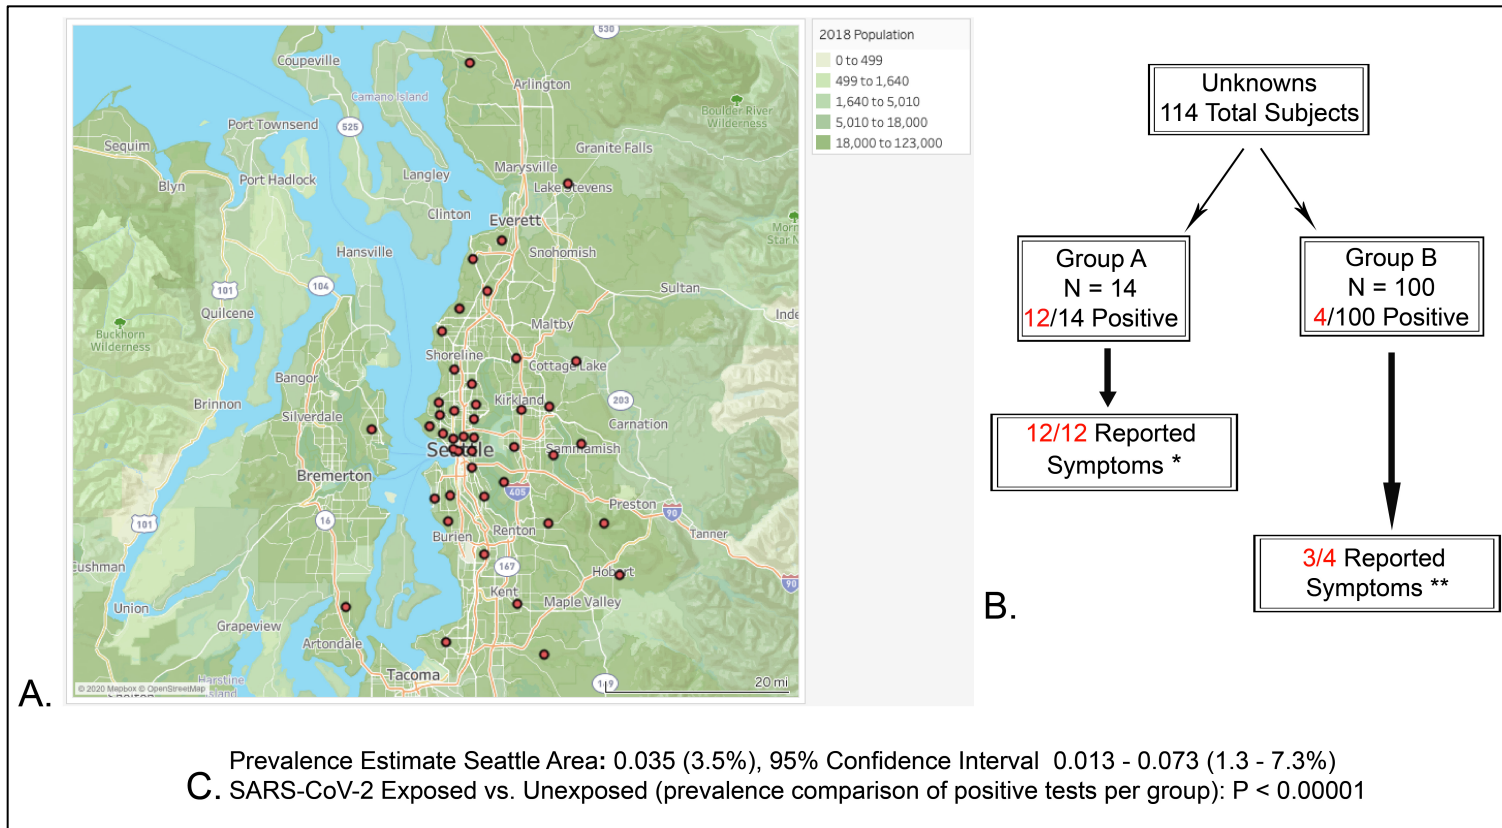 530
2018 Population
0 to 499
499 to 1,640
1,640 to 5,010
5,010 to 18,000
18,000 to 123,000
Coupeville
Arlington
Camano Island
Boulder River
Wilderness
Port Townsend
525
Sequim
Granite Falls
Marysville
Blyn
Port Hadlock
Langley
Lake Stevens
Clinton
Everett
Morn
Star N
Hansville
Snohomish
101
104
Sultan
Quilcene
Inde
Maltby
Buckhorn
Wilderness
Shoreline
Cottage Lake
Bangor
Brinnon
Kirkland
203
Silverdale
Carnation
Seattle
Sammamish
Bremerton
405
Preston
90
101
16
Renton
Tanner
Burien
167
Hobart
90
ushman
Kent
Union
Maple Valley
Grapeview
Artondale
Tacoma
Harstine
Island
© 2020 Mapbox © OpenStreetMap
20 mi
A.
Unknowns
114 Total Subjects
Group A
N = 14
12/14 Positive
Group B
N = 100
4/100 Positive
12/12 Reported
Symptoms *
3/4 Reported
Symptoms **
B.
Prevalence Estimate Seattle Area: 0.035 (3.5%), 95% Confidence Interval 0.013 - 0.073 (1.3 - 7.3%)
C. SARS-CoV-2 Exposed vs. Unexposed (prevalence comparison of positive tests per group): P < 0.00001